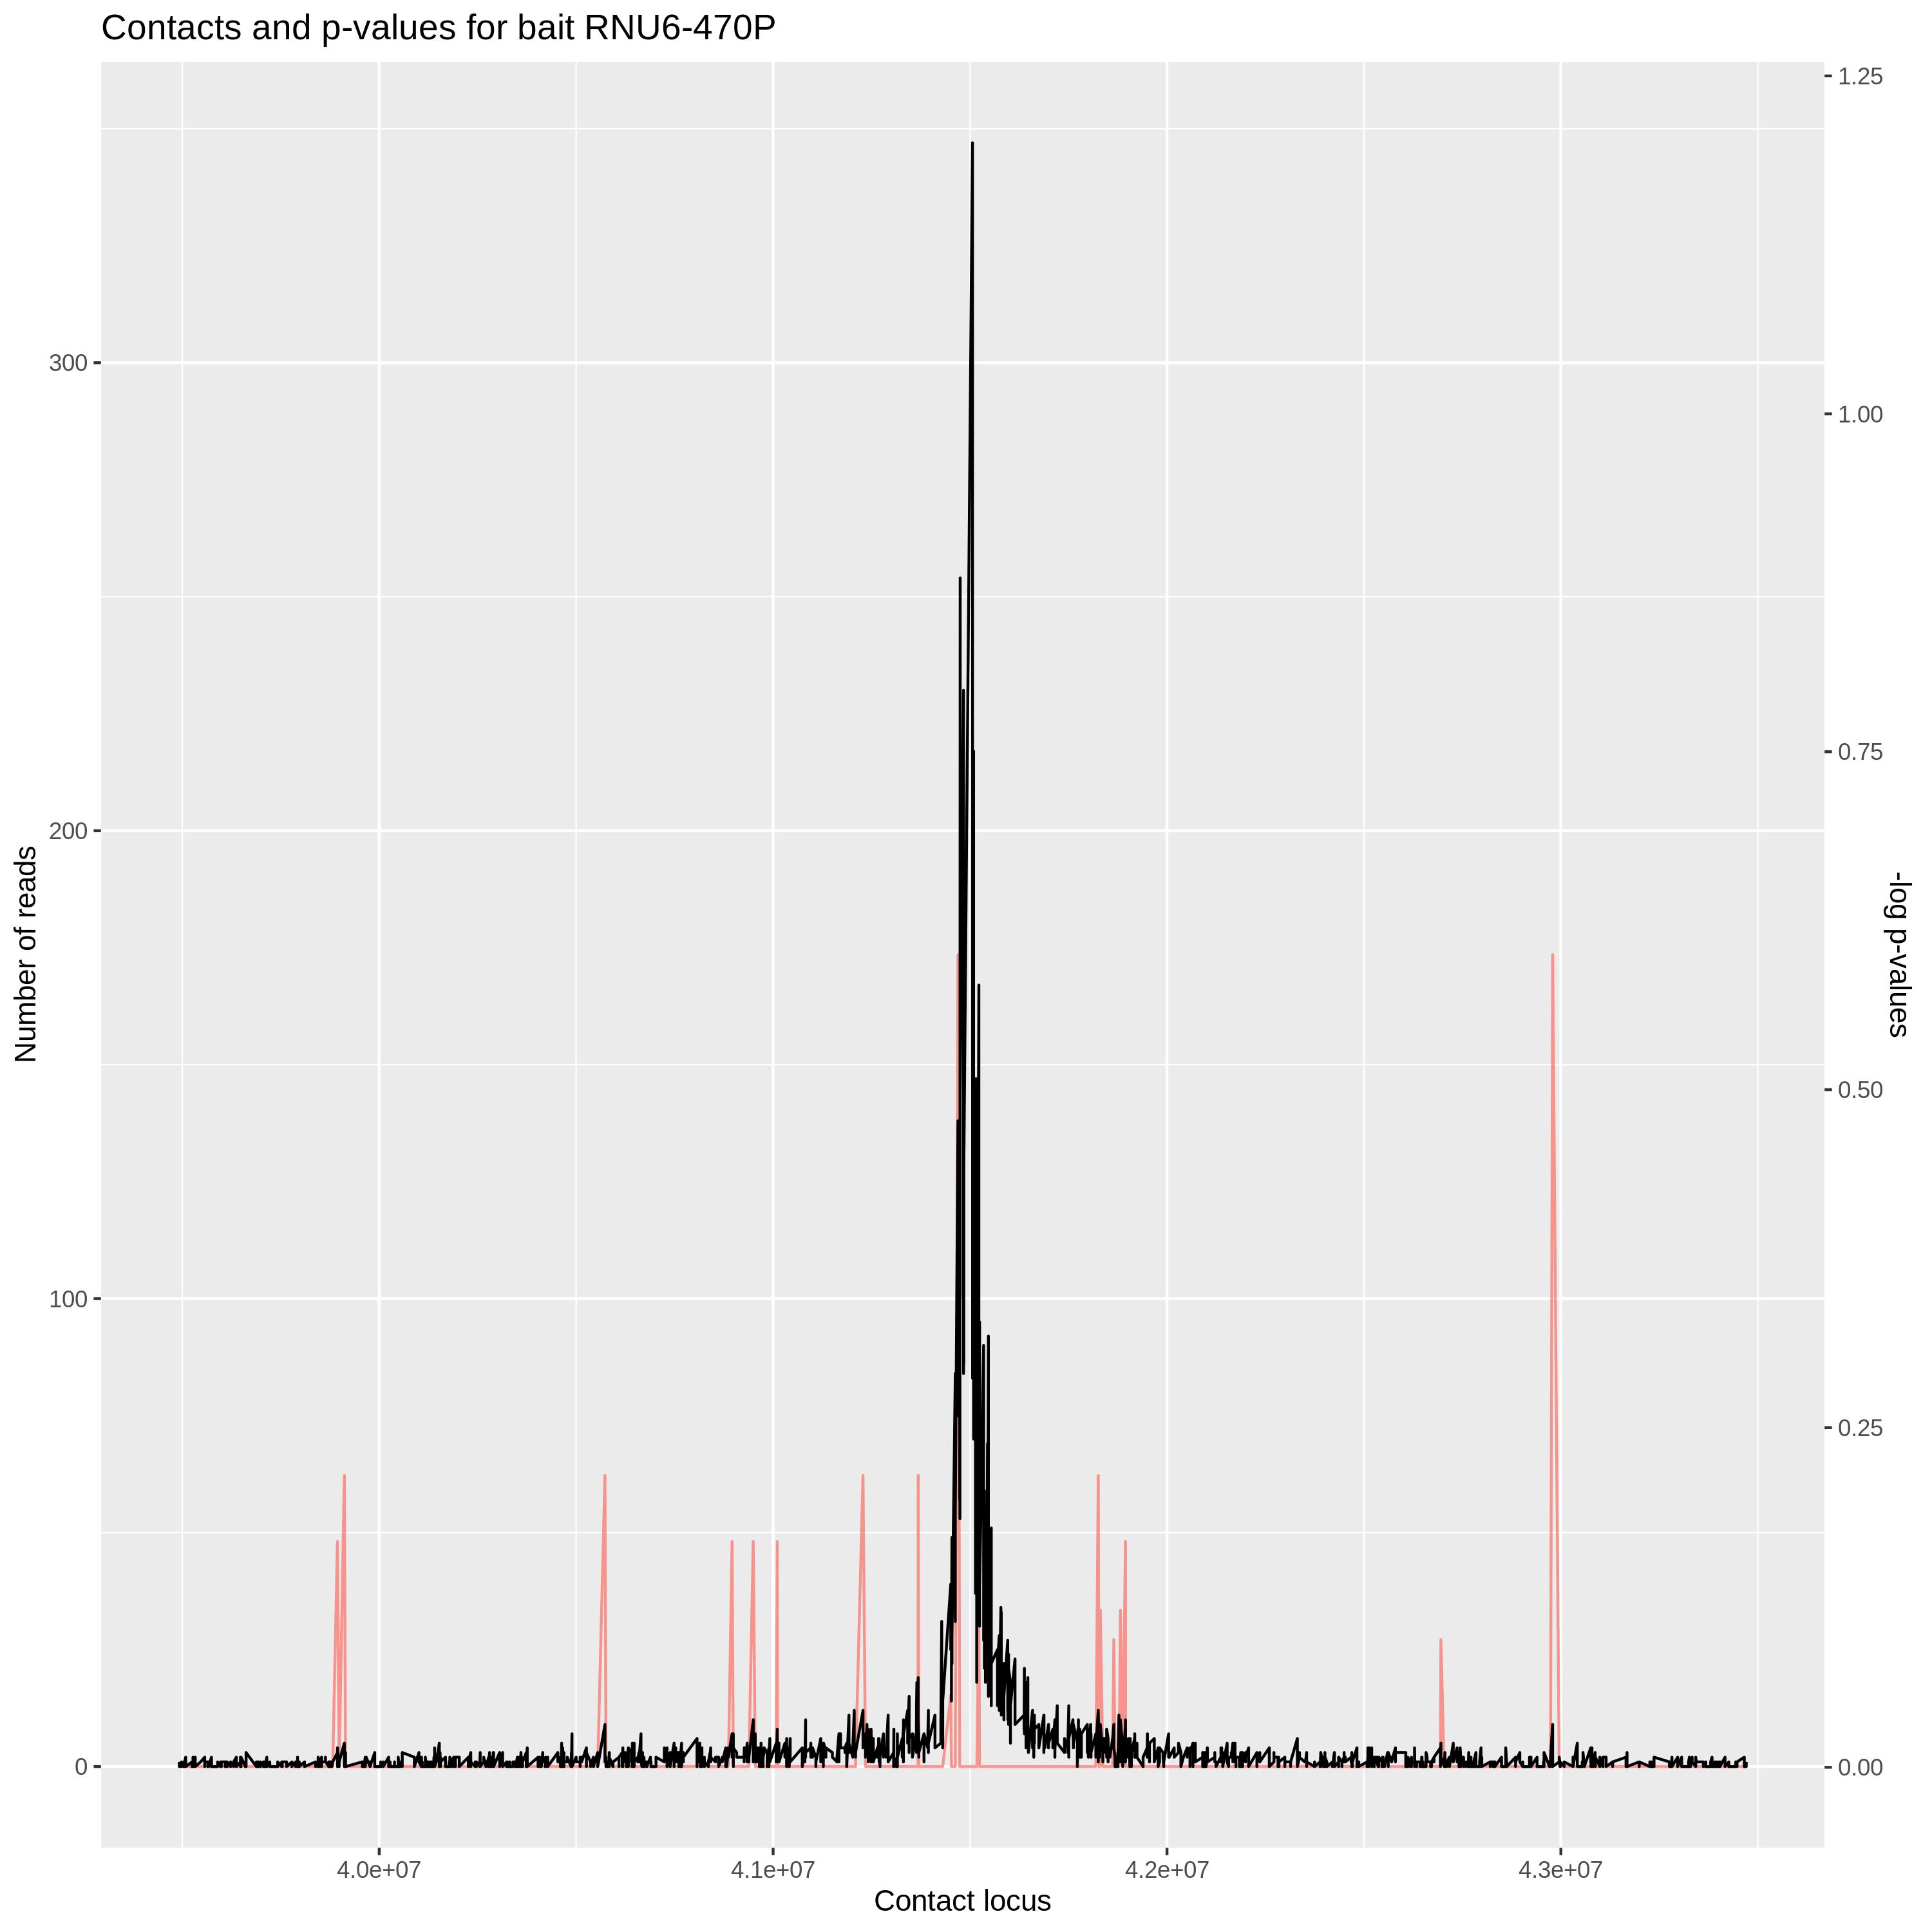 Contacts and p-values for bait RNU6-470P
Number of reads
300
200
100
0
1.25
1.00
0.75
0.50
0.25
0.00
-log p-values
4.0e+07
4.1e+07
4.2e+07
4.3e+07
Contact locus